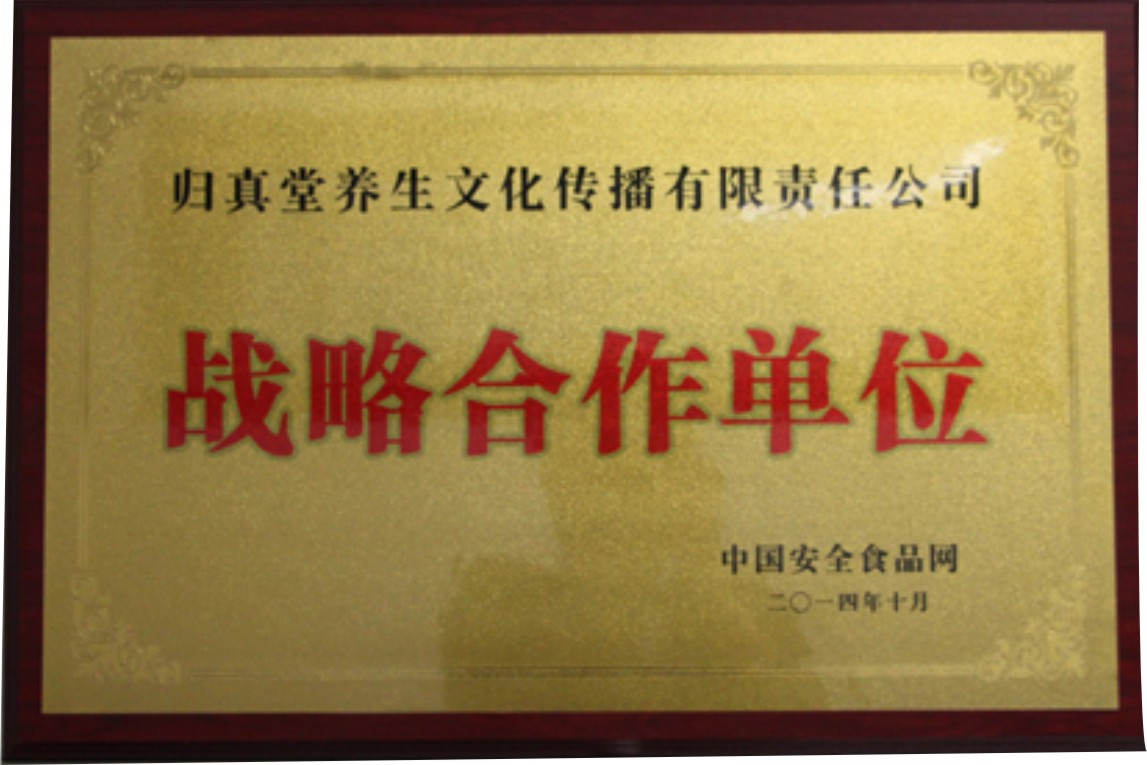 归真堂养生文化传播有限责任公司
战略合作单位
中国安全食品网
二〇一四年十月